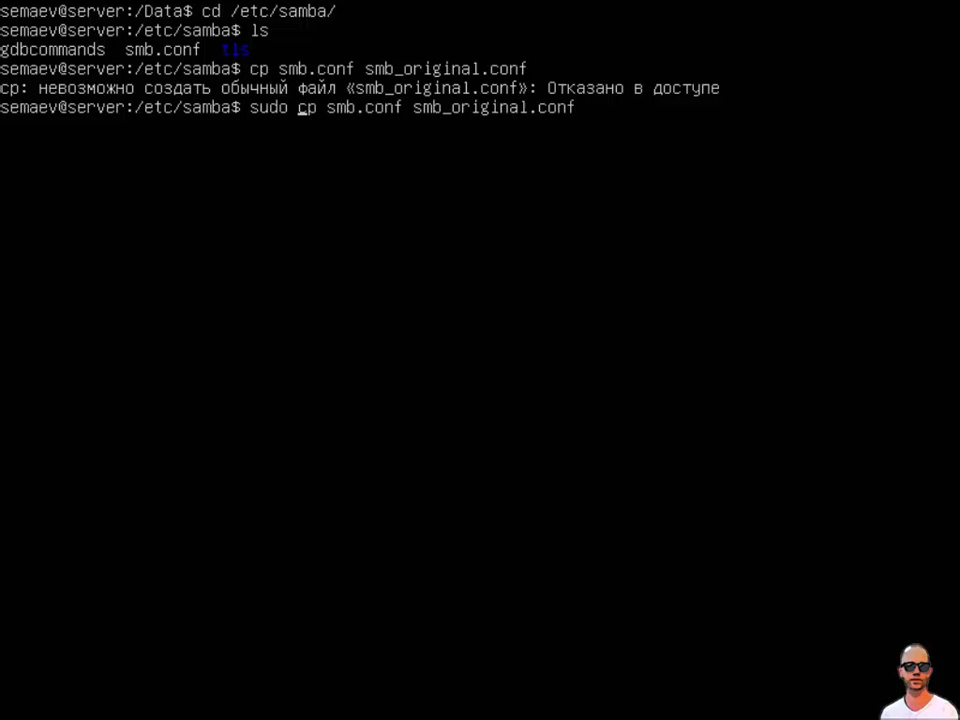 semaev@server:/Data$ cd /etc/samba/
semaev@server:/etc/samba$ ls
gdbcommands  smb.conf  tls
semaev@server:/etc/samba$ cp smb.conf smb_original.conf
cp: невозможно создать обычный файл «smb_original.conf»: Отказано в доступе
semaev@server:/etc/samba$ sudo cp smb.conf smb_original.conf